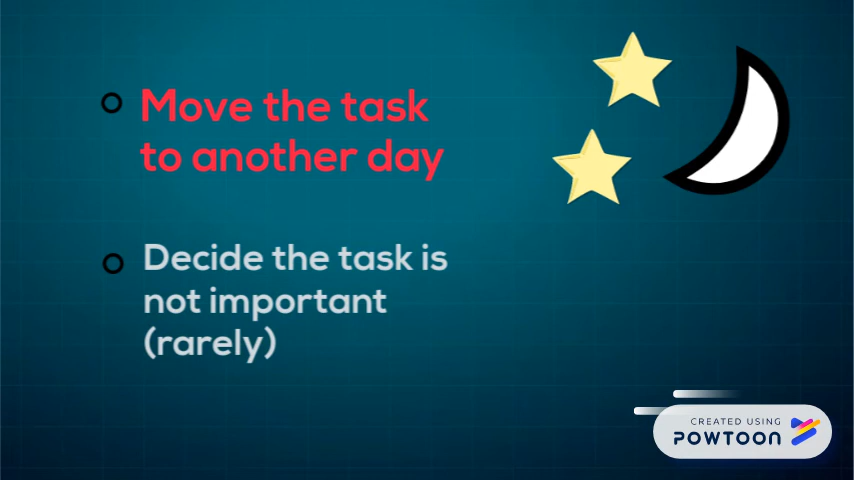 Move the task
to another day
Decide the task is
not important
(rarely)
CREATED USING
POWTOON